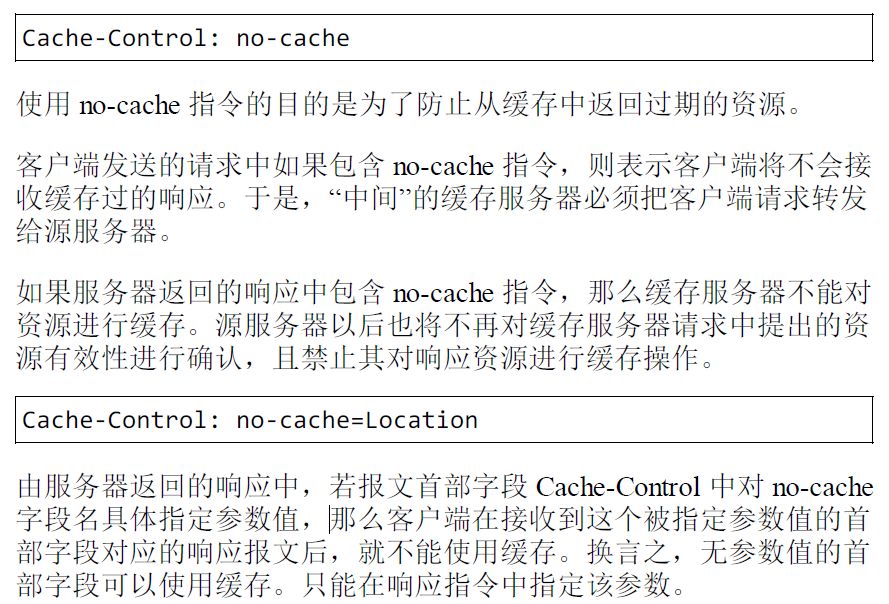 Cache-Control: no-cache
使用 no-cache 指令的目的是为了防止从缓存中返回过期的资源。
客户端发送的请求中如果包含 no-cache 指令，则表示客户端将不会接
收缓存过的响应。于是，“中间”的缓存服务器必须把客户端请求转发
给源服务器。
如果服务器返回的响应中包含 no-cache 指令，那么缓存服务器不能对
资源进行缓存。源服务器以后也将不再对缓存服务器请求中提出的资
源有效性进行确认，且禁止其对响应资源进行缓存操作。
Cache-Control: no-cache=Location
由服务器返回的响应中，若报文首部字段 Cache-Control 中对 no-cache
字段名具体指定参数值，那么客户端在接收到这个被指定参数值的首
部字段对应的响应报文后，就不能使用缓存。换言之，无参数值的首
部字段可以使用缓存。只能在响应指令中指定该参数。